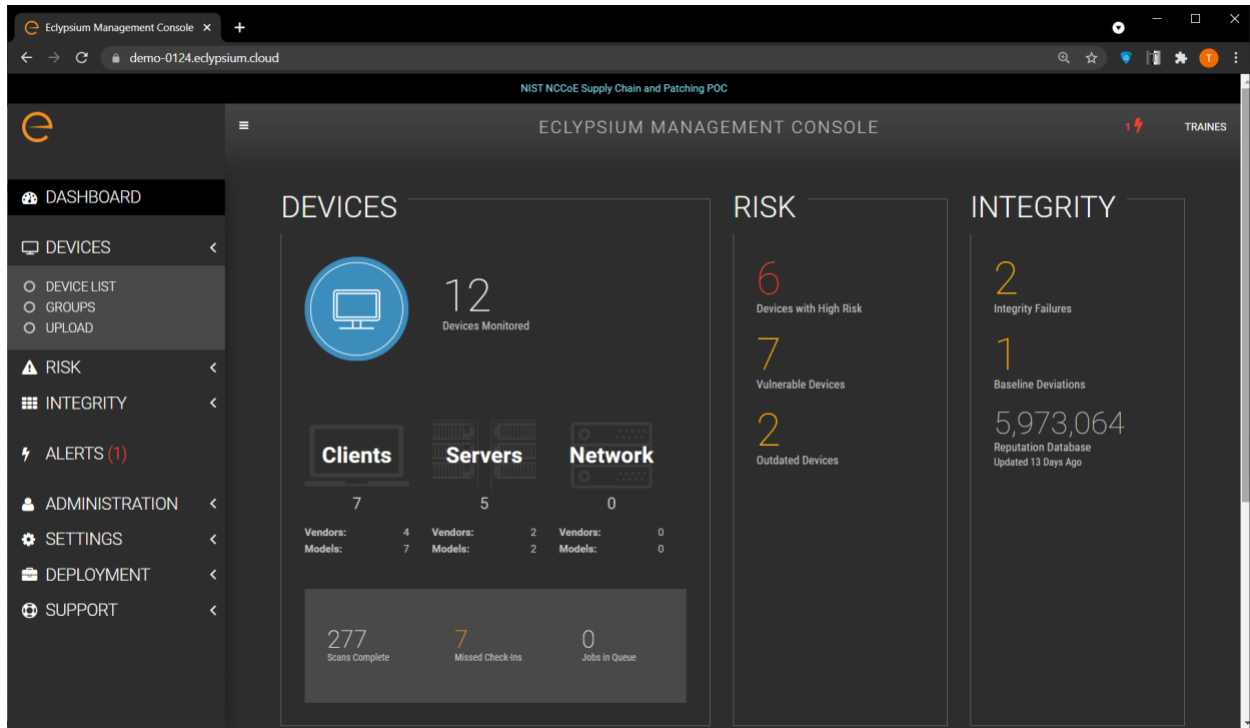 Eclypsium Management Console
demo-0124.eclypsium.cloud
T
NIST NCCoE Supply Chain and Patching POC
e
ECLYPSIUM MANAGEMENT CONSOLE
1
TRAINES
DASHBOARD
DEVICES
DEVICE LIST
GROUPS
UPLOAD
RISK
INTEGRITY
ALERTS (1)
ADMINISTRATION
SETTINGS
DEPLOYMENT
SUPPORT
DEVICES
12
Devices Monitored
Clients Servers Network
7 5 0
Vendors: 4 Vendors: 2 Vendors: 0
Models: 7 Models: 2 Models: 0
277 7 0
Scans Complete Missed Check-Ins Jobs in Queue
RISK
6
Devices with High Risk
7
Vulnerable Devices
2
Outdated Devices
INTEGRITY
2
Integrity Failures
1
Baseline Deviations
5,973,064
Reputation Database
Updated 13 Days Ago